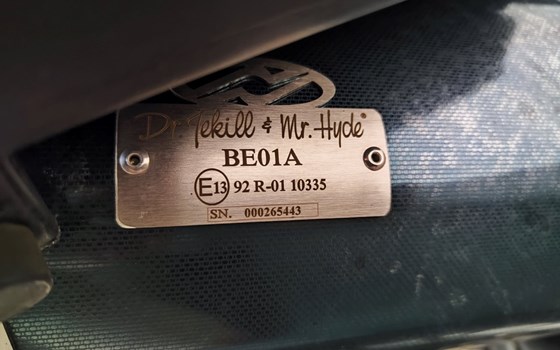 Dr. Jekill & Mr. Hyde®
BE01A
E13 92 R-01 10335
SN. 000265443